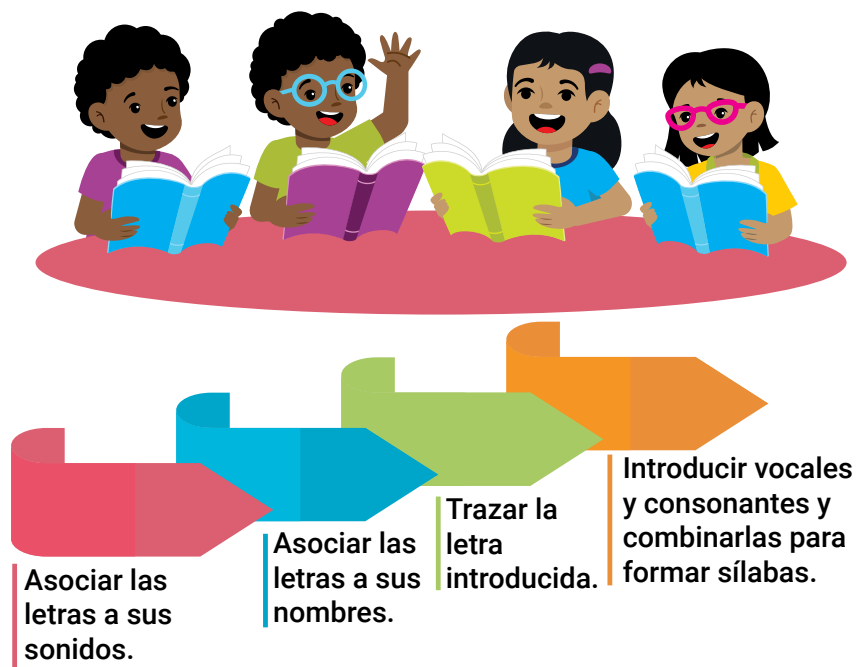 Asociar las
letras a sus
sonidos.
Asociar las
letras a sus
nombres.
Trazar la
letra
introducida.
Introducir vocales
y consonantes y
combinarlas para
formar sílabas.